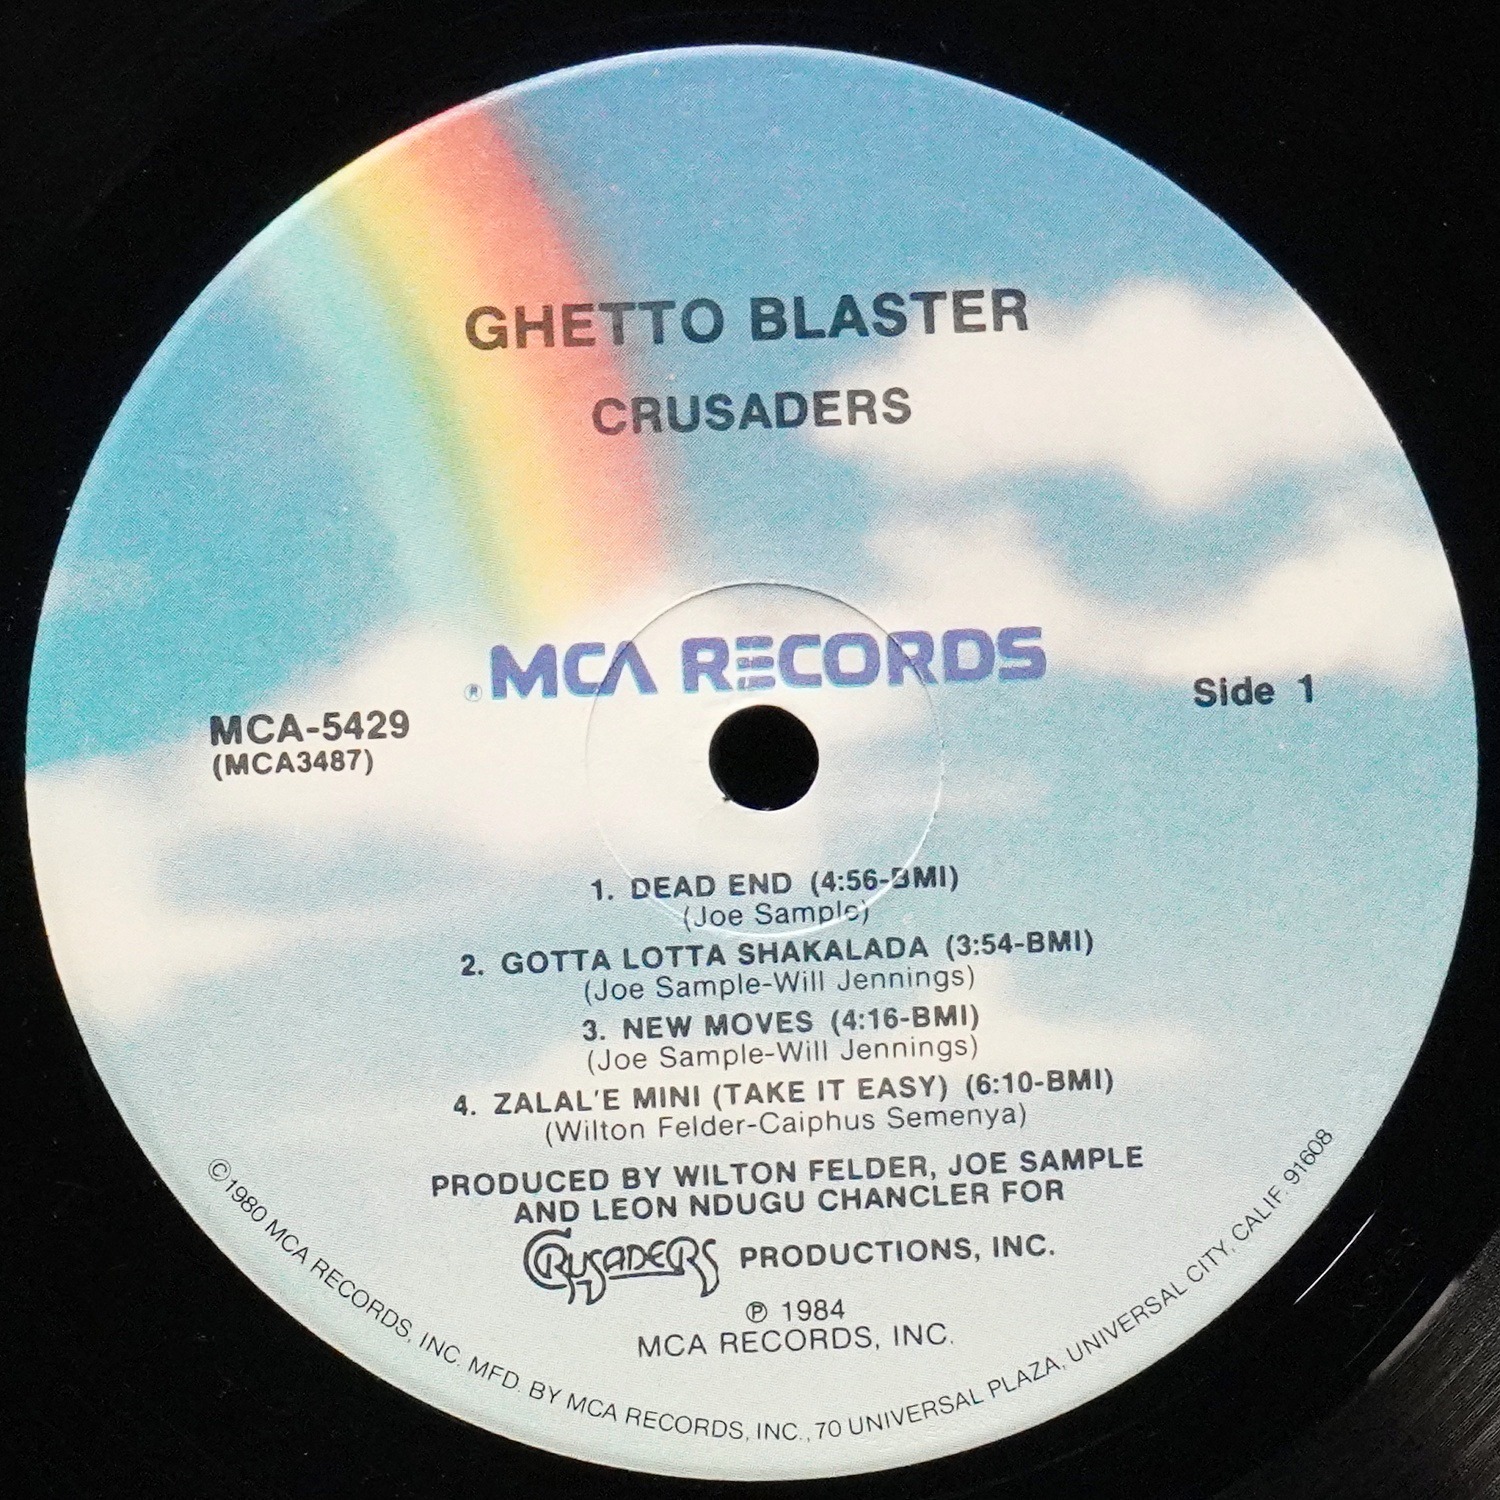 GHETTO BLASTER
CRUSADERS
® MCA RECORDS
Side 1
MCA-5429
(MCA3487)
1. DEAD END (4:56-BMI)
(Joe Sample)
2. GOTTA LOTTA SHAKALADA (3:54-BMI)
(Joe Sample-Will Jennings)
3. NEW MOVES (4:16-BMI)
(Joe Sample-Will Jennings)
4. ZALAL'E MINI (TAKE IT EASY) (6:10-BMI)
(Wilton Felder-Caiphus Semenya)
PRODUCED BY WILTON FELDER, JOE SAMPLE
AND LEON NDUGU CHANCLER FOR
CRUSADERS PRODUCTIONS, INC.
℗ 1984
MCA RECORDS, INC.
©1980 MCA RECORDS, INC. MFD. BY MCA RECORDS, INC., 70 UNIVERSAL PLAZA, UNIVERSAL CITY, CALIF. 91608